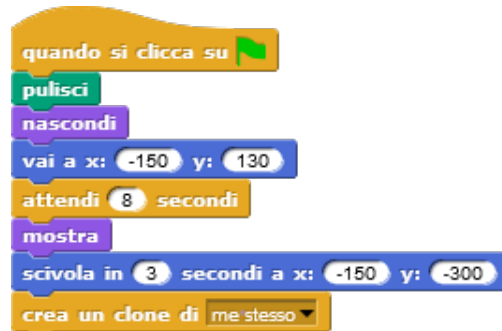 quando si clicca su
pulisci
nascondi
vai a x: -150 y: 130
attendi 8 secondi
mostra
scivola in 3 secondi a x: -150 y: -300
crea un clone di me stesso